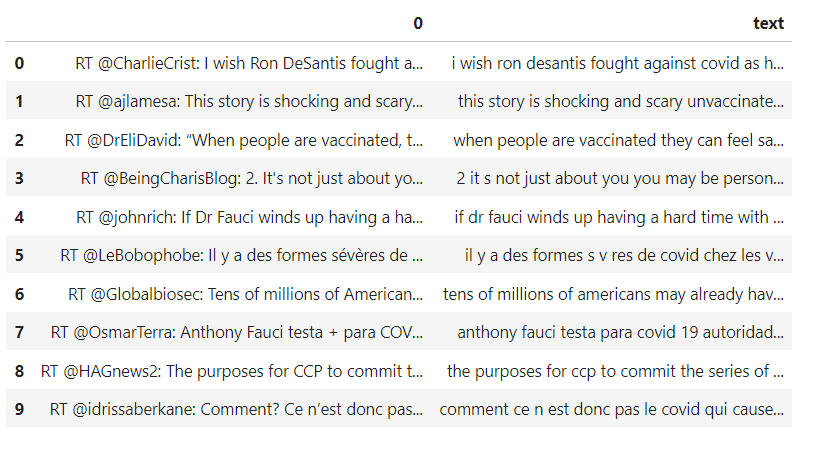 0 text
0 RT @CharlieCrist: I wish Ron DeSantis fought a... i wish ron desantis fought against covid as h...
1 RT @ajlamesa: This story is shocking and scary... this story is shocking and scary unvaccinate...
2 RT @DrEliDavid: “When people are vaccinated, t... when people are vaccinated they can feel sa...
3 RT @BeingCharisBlog: 2. It's not just about yo... 2 it s not just about you you may be person...
4 RT @johnrich: If Dr Fauci winds up having a ha... if dr fauci winds up having a hard time with ...
5 RT @LeBobophobe: Il y a des formes sévères de ... il y a des formes s v res de covid chez les v...
6 RT @Globalbiosec: Tens of millions of American... tens of millions of americans may already hav...
7 RT @OsmarTerra: Anthony Fauci testa + para COV... anthony fauci testa para covid 19 autoridad...
8 RT @HAGnews2: The purposes for CCP to commit t... the purposes for ccp to commit the series of ...
9 RT @idrissaberkane: Comment? Ce n’est donc pas... comment ce n est donc pas le covid qui cause...